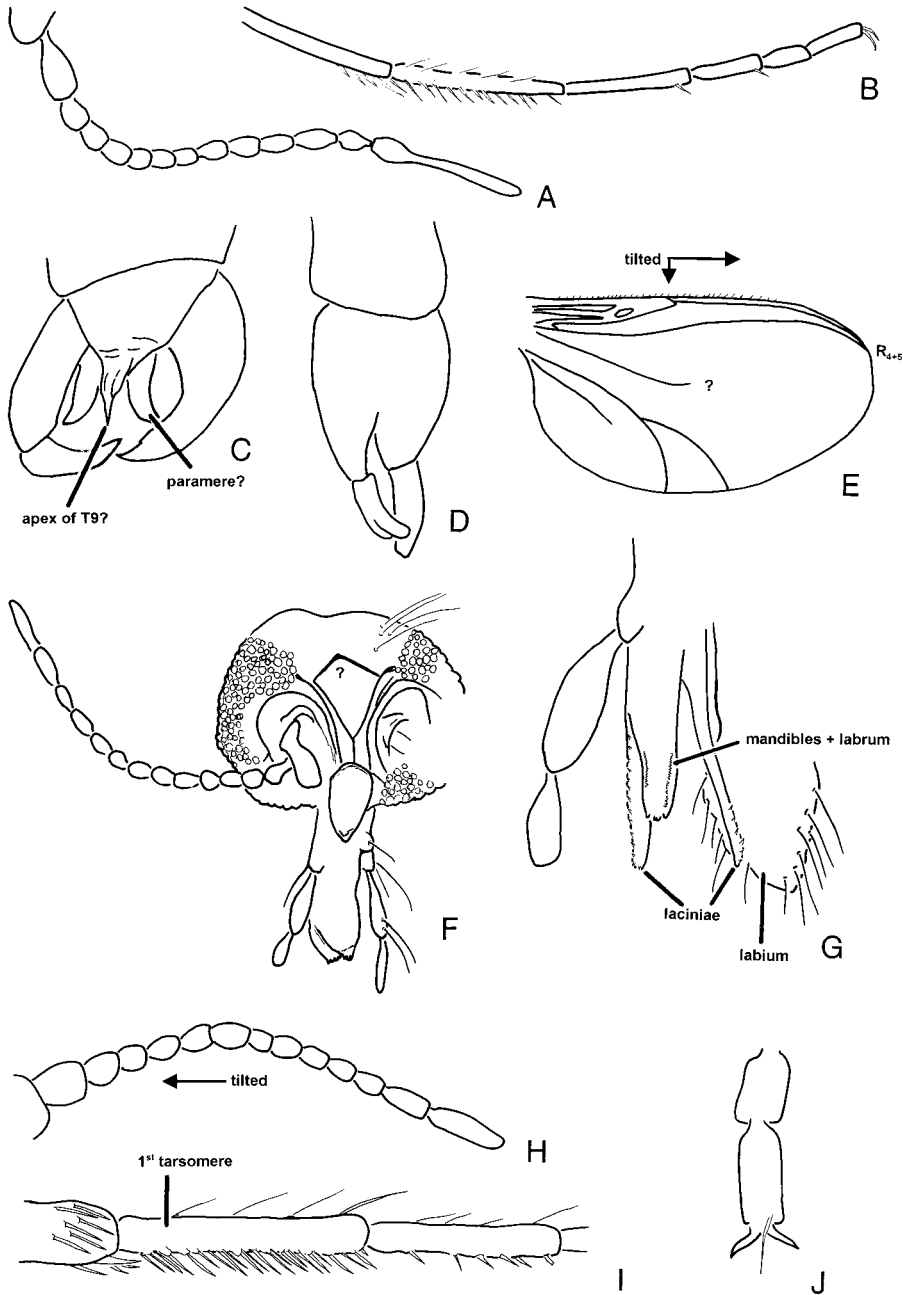 B
A
tilted
R4+5
?
C
paramere?
E
apex of T9?
D
?
mandibles + labrum
F
laciniae
G
labium
tilted
H
1st tarsomere
I
J